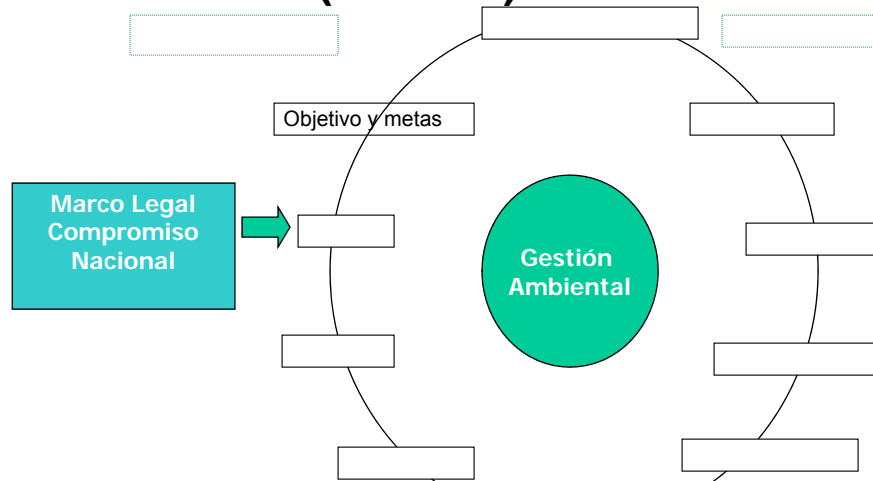 Objetivo y metas
Marco Legal
Compromiso
Nacional
Gestión
Ambiental